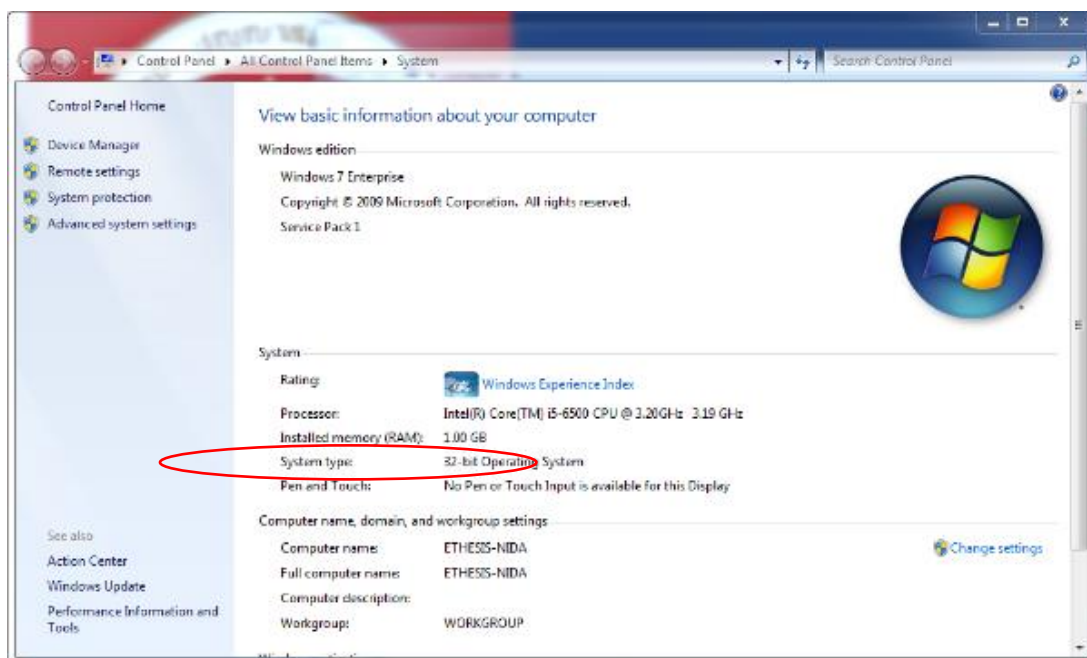 Control Panel ▸ All Control Panel Items ▸ System
Search Control Panel
Control Panel Home
Device Manager
Remote settings
System protection
Advanced system settings
View basic information about your computer
Windows edition
Windows 7 Enterprise
Copyright © 2009 Microsoft Corporation. All rights reserved.
Service Pack 1
System
Rating: Windows Experience Index
Processor: Intel(R) Core(TM) i5-6500 CPU @ 3.20GHz 3.19 GHz
Installed memory (RAM): 1.00 GB
System type: 32-bit Operating System
Pen and Touch: No Pen or Touch Input is available for this Display
Computer name, domain, and workgroup settings
Computer name: ETHESIS-NIDA
Change settings
Full computer name: ETHESIS-NIDA
Computer description:
Workgroup: WORKGROUP
See also
Action Center
Windows Update
Performance Information and
Tools